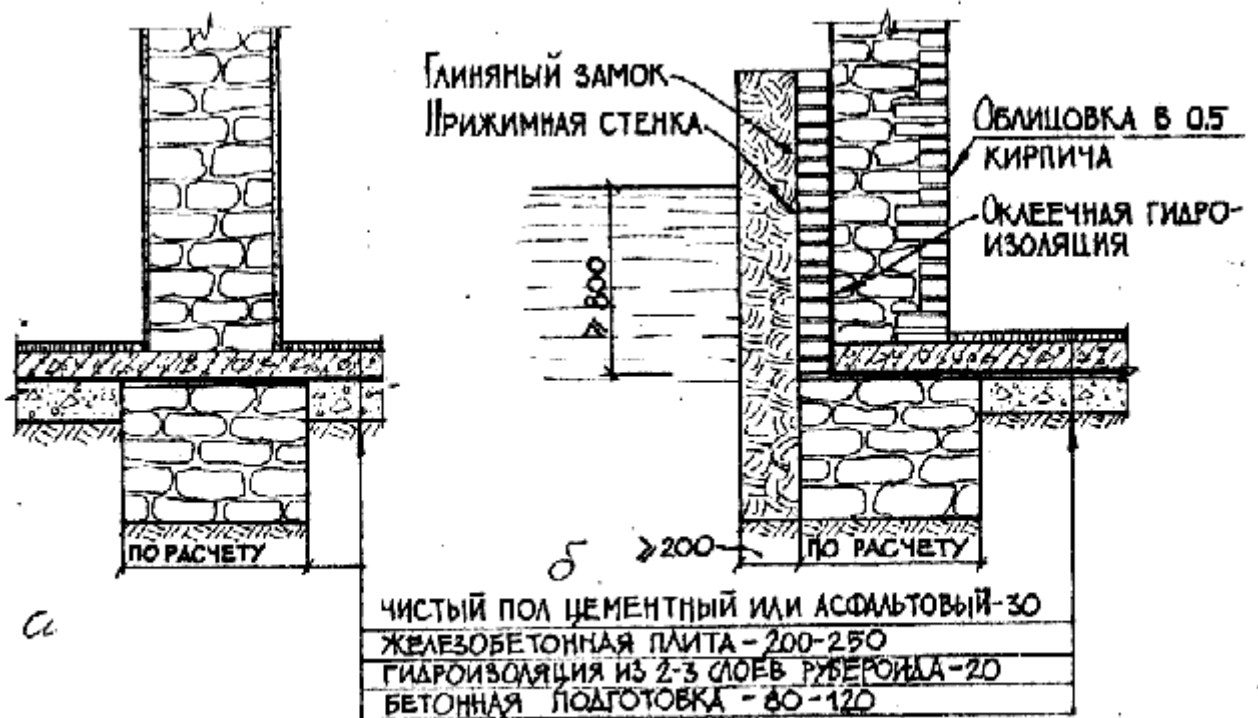 Глиняный замок
Прижимная стенка
Облицовка в 0.5
кирпича
Оклеечная гидро-
изоляция
⩾ 800
по расчету
б
⩾200
по расчету
а
чистый пол цементный или асфальтовый-30
железобетонная плита - 200-250
гидроизоляция из 2-3 слоев рубероида-20
бетонная подготовка - 80-120